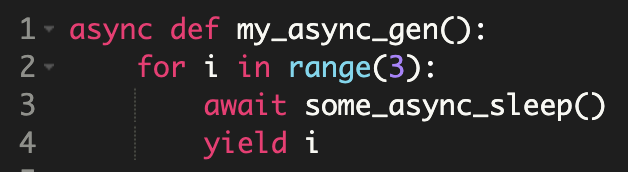 1 async def my_async_gen():
2     for i in range(3):
3         await some_async_sleep()
4         yield i